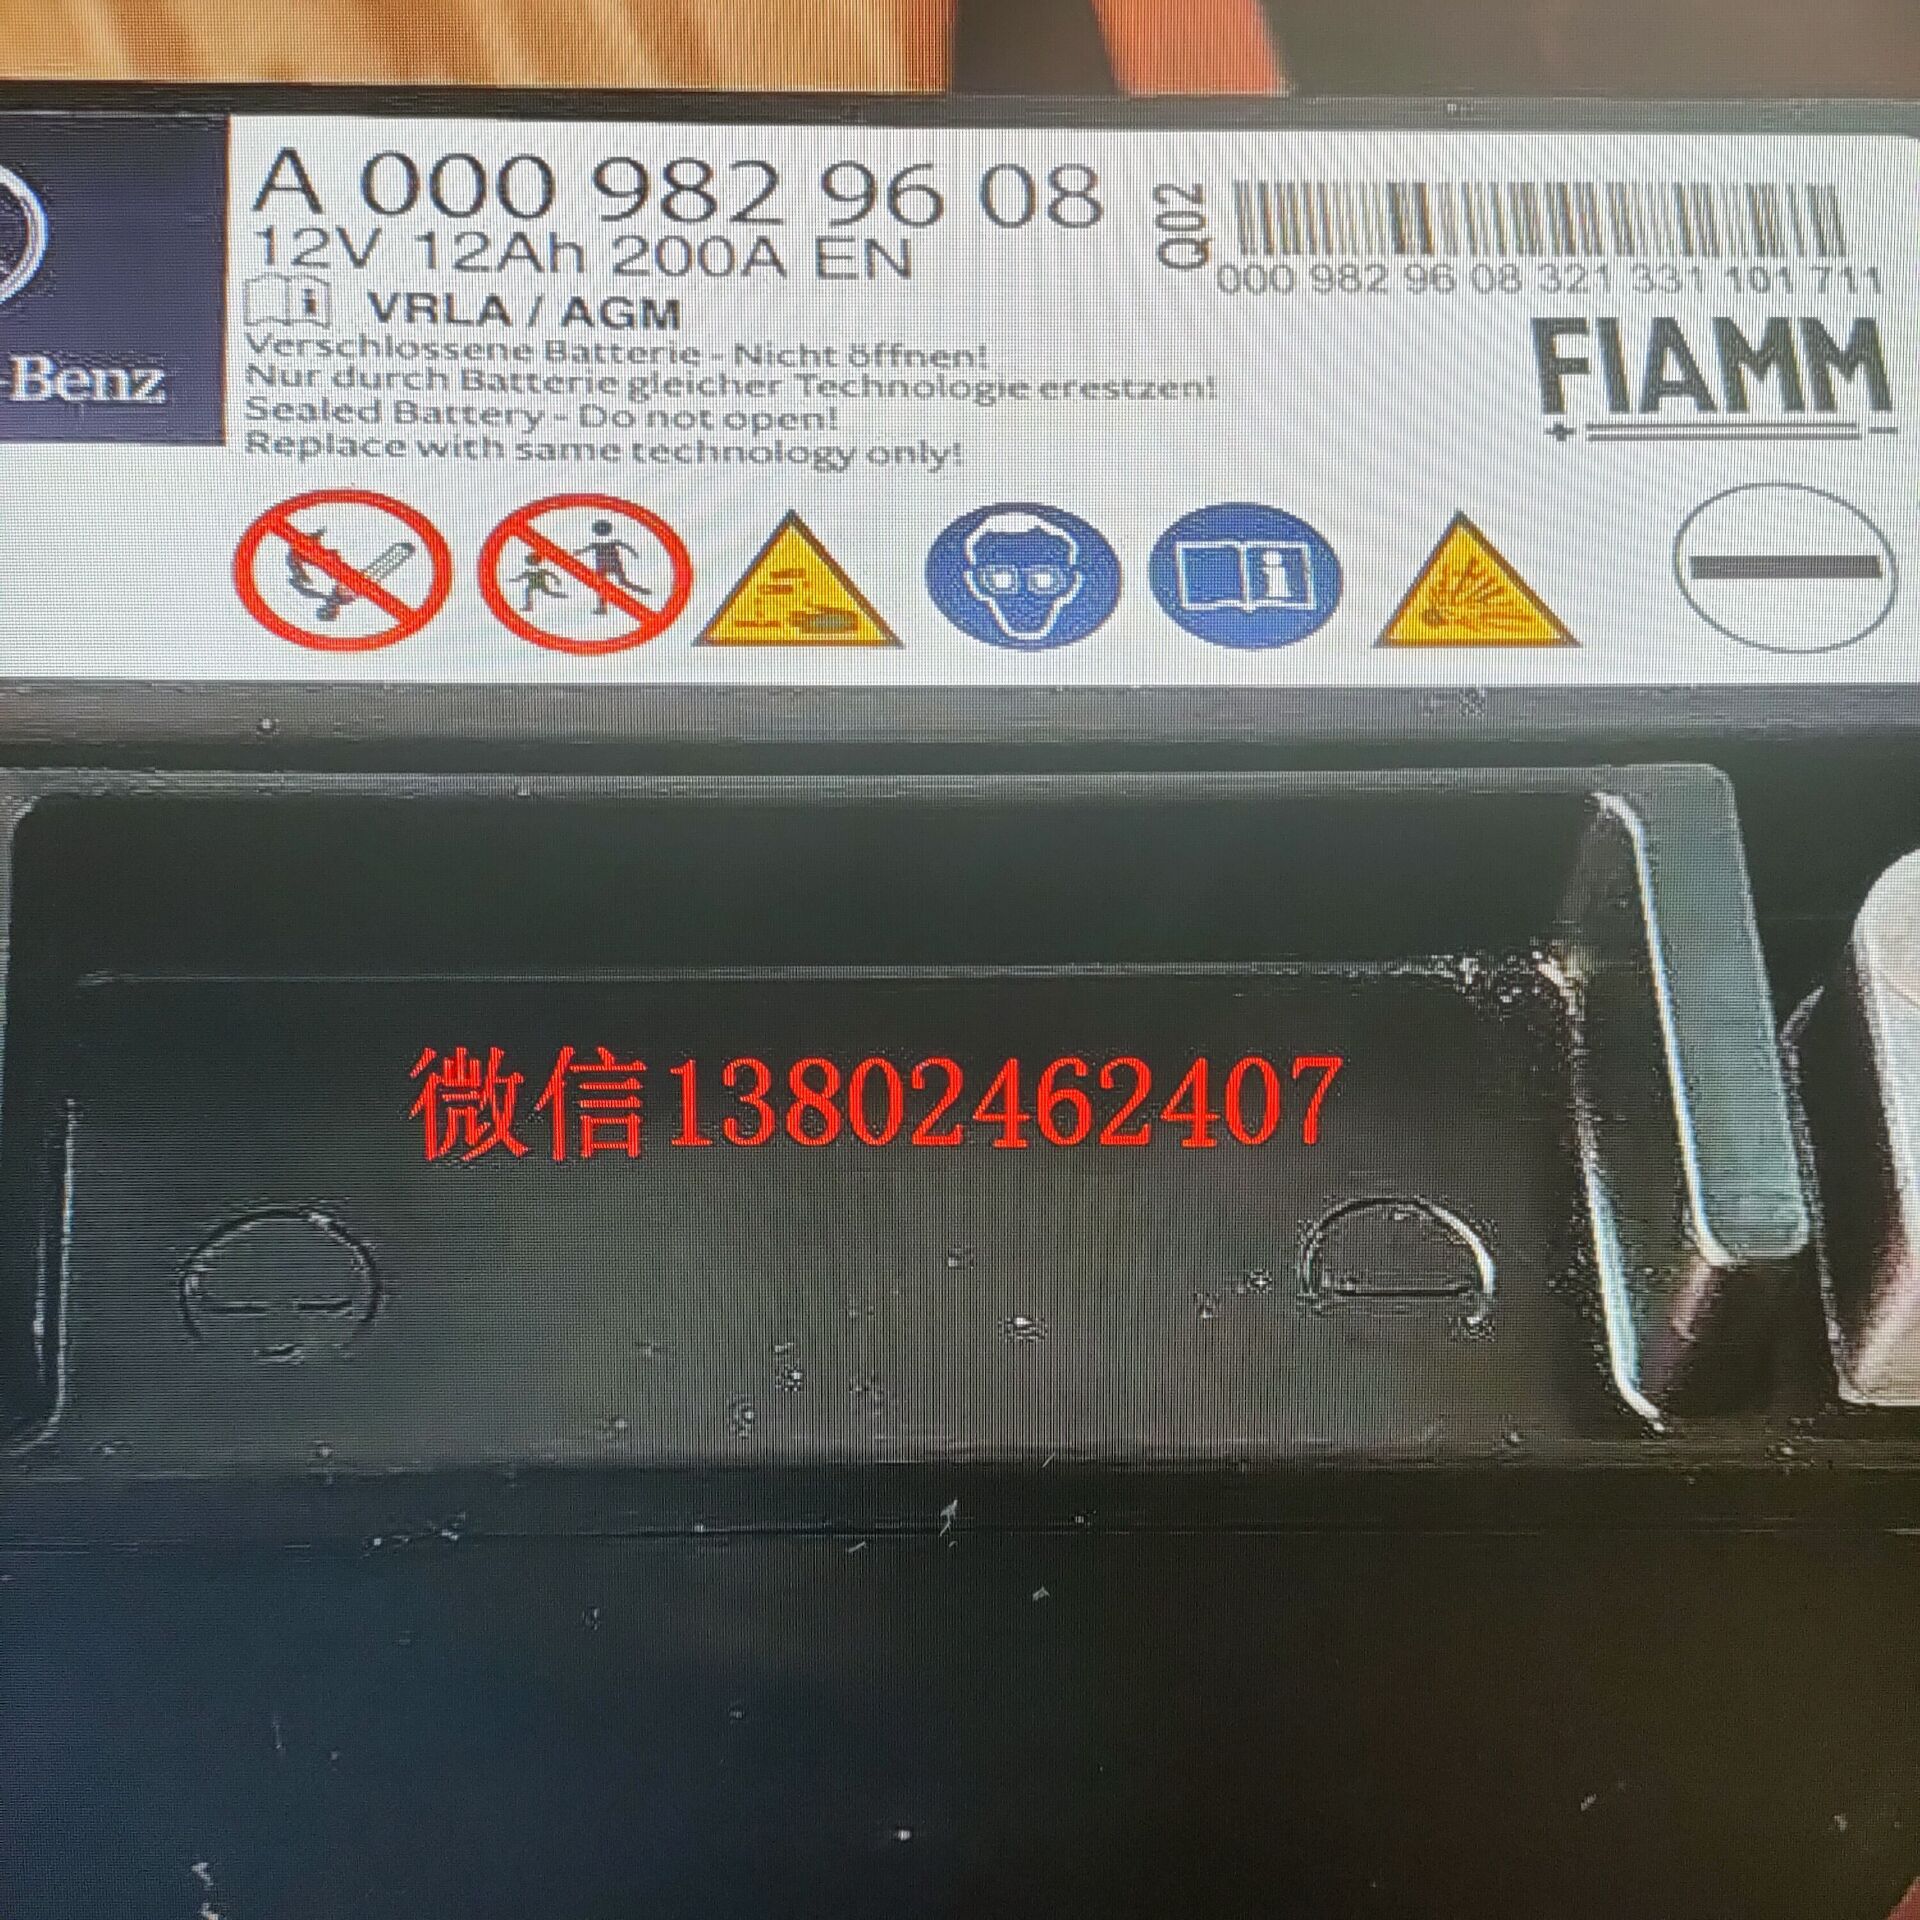 A 000 982 96 08
12V 12Ah 200A EN
VRLA / AGM
Verschlossene Batterie - Nicht öffnen!
Nur durch Batterie gleicher Technologie erestzen!
Sealed Battery - Do not open!
Replace with same technology only!
-Benz
Q02
000 982 96 08 321 331 101 711
FIAMM
+ -
微信13802462407